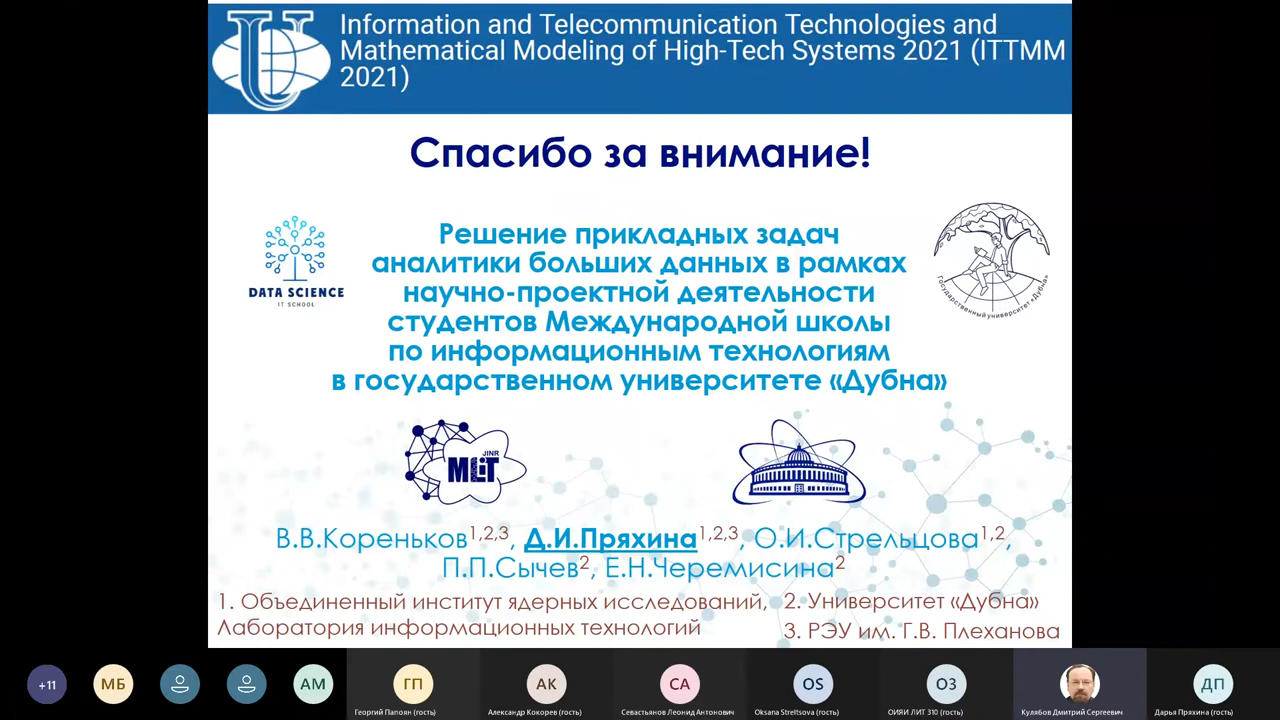 Information and Telecommunication Technologies and
Mathematical Modeling of High-Tech Systems 2021 (ITTMM
2021)
Спасибо за внимание!
DATA SCIENCE
IT SCHOOL
Решение прикладных задач
аналитики больших данных в рамках
научно-проектной деятельности
студентов Международной школы
по информационным технологиям
в государственном университете «Дубна»
Государственный университет «Дубна»
JINR
MLIT
В.В.Кореньков1,2,3, Д.И.Пряхина1,2,3, О.И.Стрельцова1,2,
П.П.Сычев2, Е.Н.Черемисина2
1. Объединенный институт ядерных исследований,
Лаборатория информационных технологий
2. Университет «Дубна»
3. РЭУ им. Г.В. Плеханова
+11
МБ
АМ
ГП
АК
СА
OS
ОЗ
ДП
Георгий Папоян (гость)
Александр Кокорев (гость)
Севастьянов Леонид Антонович
Oksana Streltsova (гость)
ОИЯИ ЛИТ 310 (гость)
Кулябов Дмитрий Сергеевич
Дарья Пряхина (гость)